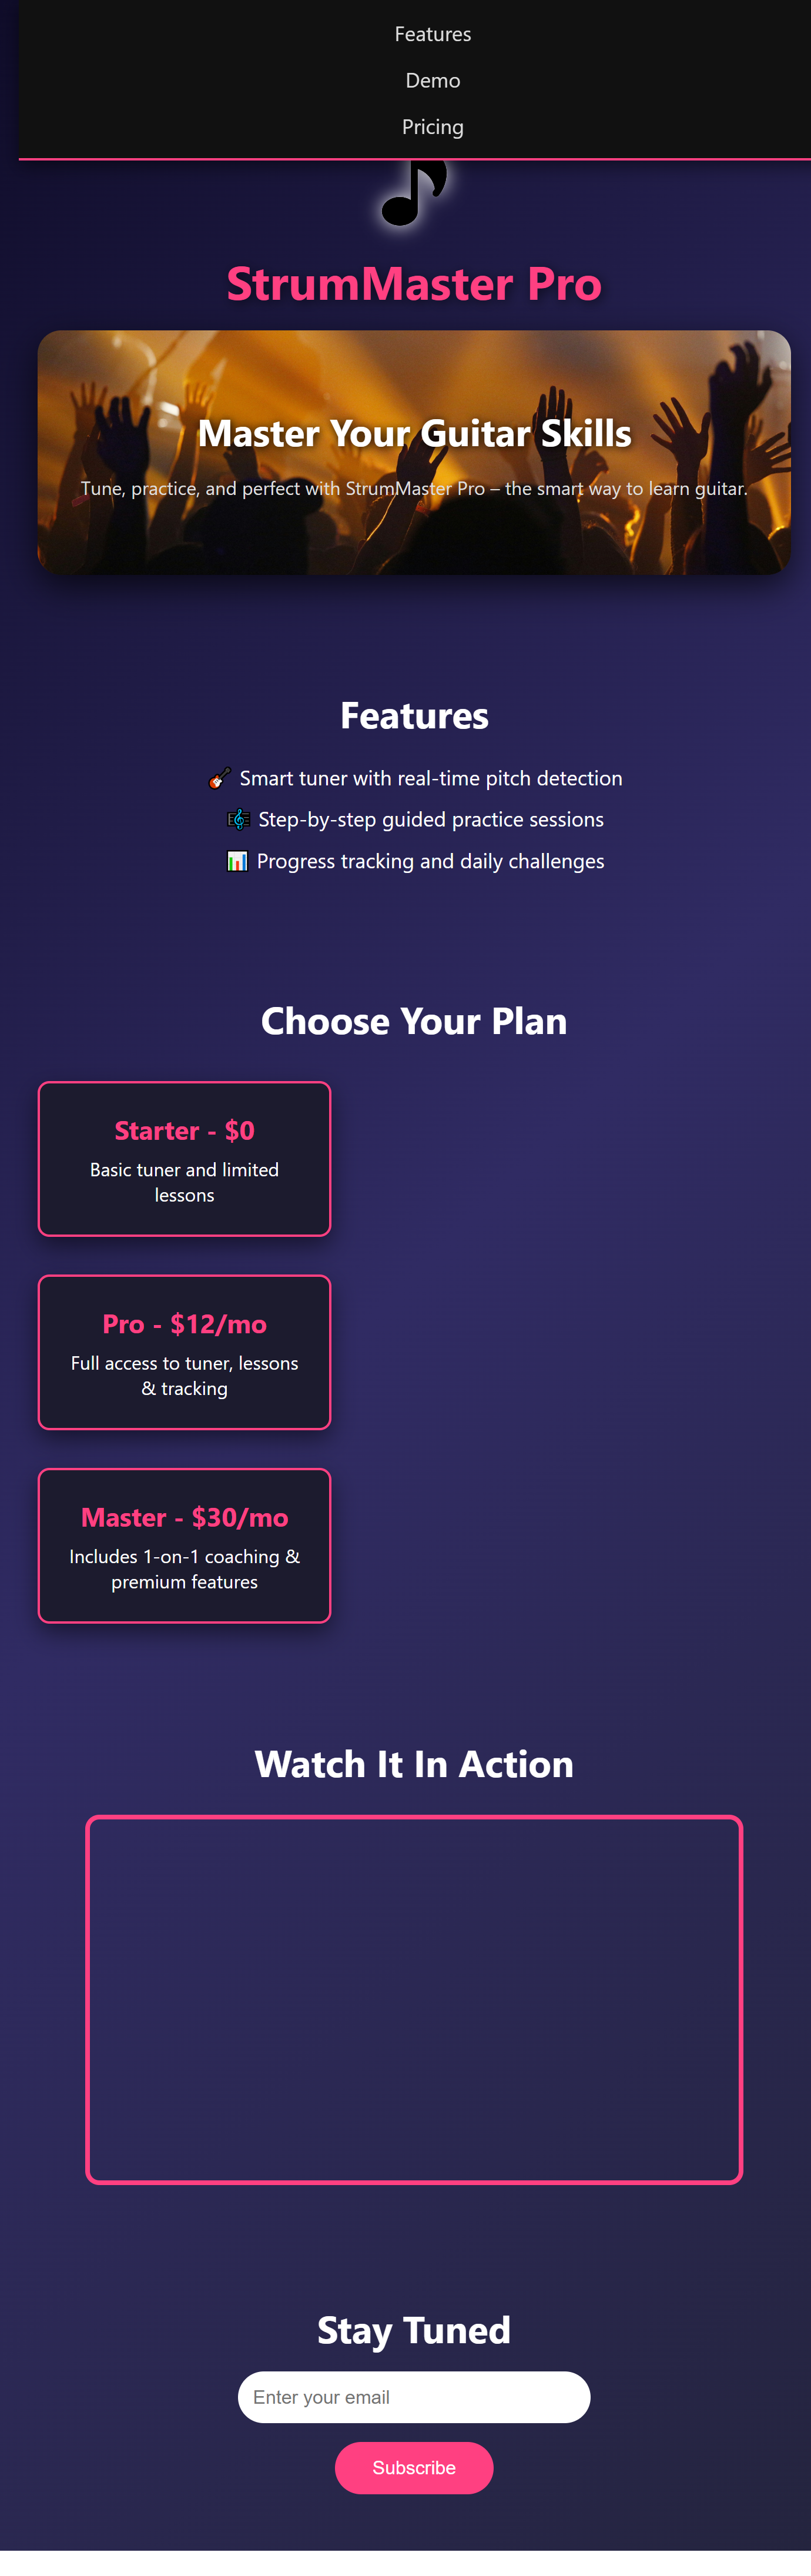 Features
Demo
Pricing
StrumMaster Pro
Master Your Guitar Skills
Tune, practice, and perfect with StrumMaster Pro – the smart way to learn guitar.
Features
🎸 Smart tuner with real-time pitch detection
🎼 Step-by-step guided practice sessions
📊 Progress tracking and daily challenges
Choose Your Plan
Starter - $0
Basic tuner and limited
lessons
Pro - $12/mo
Full access to tuner, lessons
& tracking
Master - $30/mo
Includes 1-on-1 coaching &
premium features
Watch It In Action
Stay Tuned
Enter your email
Subscribe